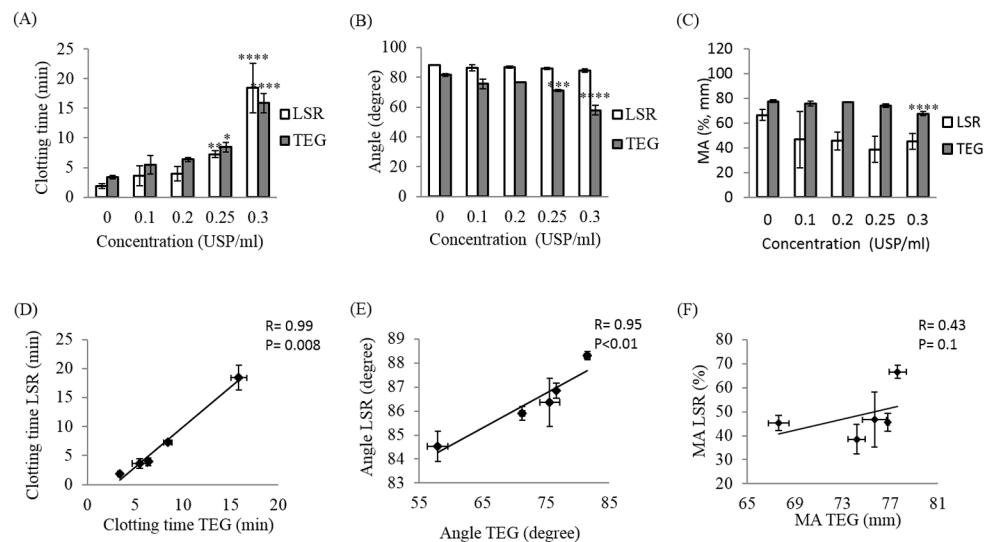 (A)
Clotting time (min)
25
20
15
10
5
0
****
****
**
*
LSR
TEG
0 0.1 0.2 0.25 0.3
Concentration (USP/ml)
(B)
Angle (degree)
100
80
60
40
20
0
***
****
LSR
TEG
0 0.1 0.2 0.25 0.3
Concentration (USP/ml)
(C)
MA (%, mm)
120
100
80
60
40
20
0
****
LSR
TEG
0 0.1 0.2 0.25 0.3
Concentration (USP/ml)
(D)
R= 0.99
P= 0.008
Clotting time LSR (min)
25
20
15
10
5
0
0 5 10 15 20
Clotting time TEG (min)
(E)
R= 0.95
P<0.01
Angle LSR (degree)
89
88
87
86
85
84
83
55 65 75 85
Angle TEG (degree)
(F)
R= 0.43
P= 0.1
MA LSR (%)
80
70
60
50
40
30
20
65 69 73 77 81
MA TEG (mm)